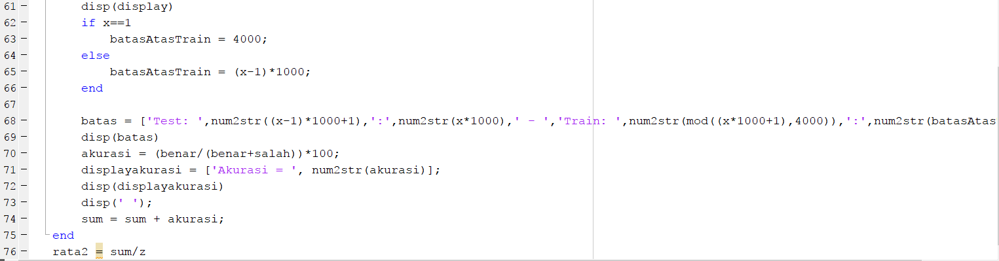 61 -        disp(display)
62 -        if x==1
63 -            batasAtasTrain = 4000;
64 -        else
65 -            batasAtasTrain = (x-1)*1000;
66 -        end
67
68 -        batas = ['Test: ',num2str((x-1)*1000+1),':',num2str(x*1000),' - ','Train: ',num2str(mod((x*1000+1),4000)),':',num2str(batasAtas
69 -        disp(batas)
70 -        akurasi = (benar/(benar+salah))*100;
71 -        displayakurasi = ['Akurasi = ', num2str(akurasi)];
72 -        disp(displayakurasi)
73 -        disp(' ');
74 -        sum = sum + akurasi;
75 -    end
76 -    rata2 = sum/z